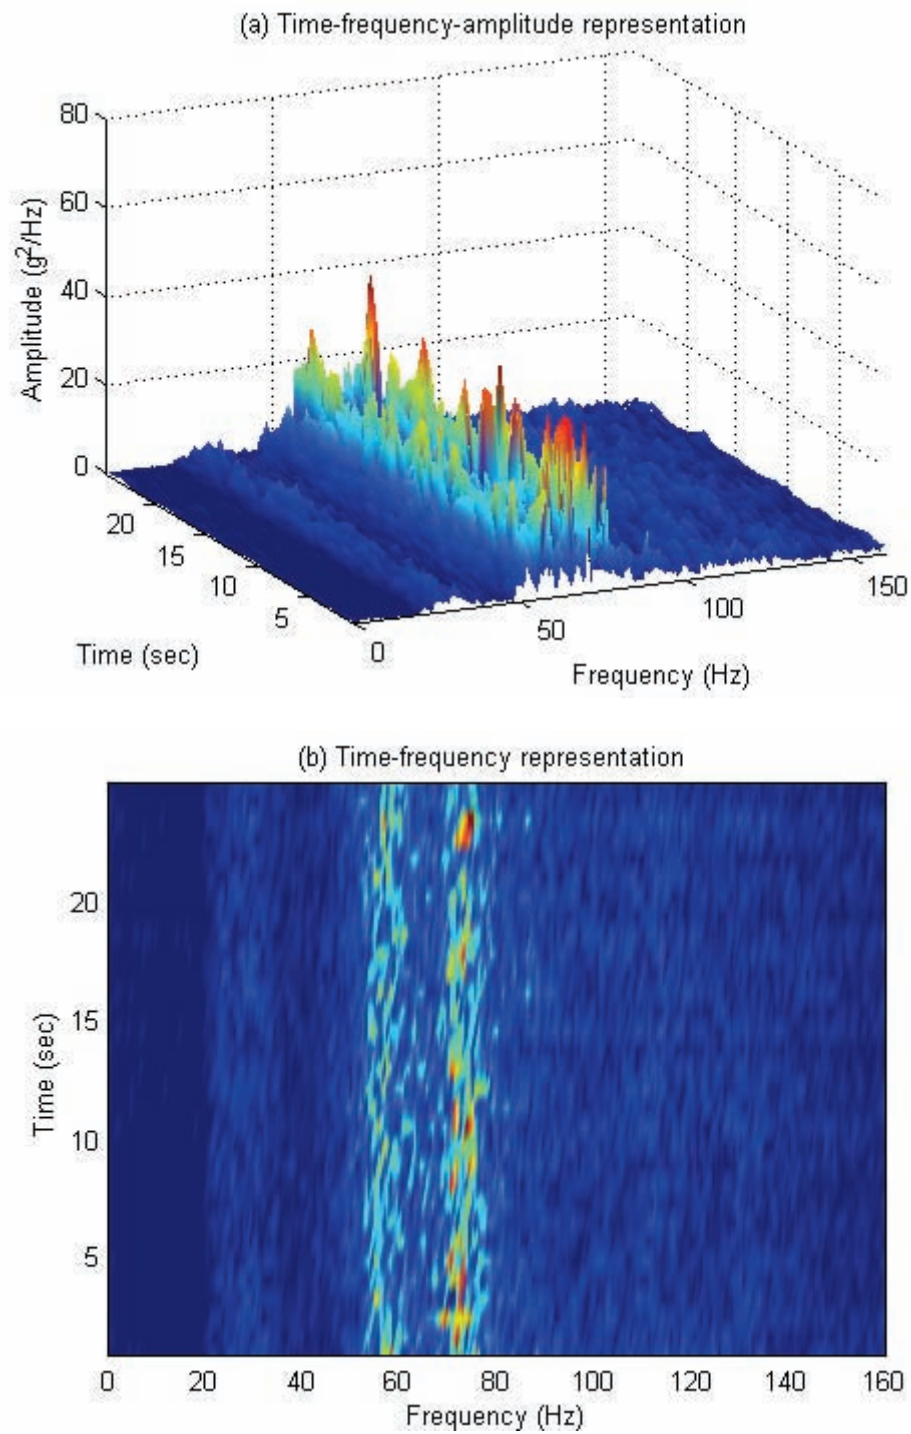 (a) Time-frequency-amplitude representation
80
60
40
20
0
Amplitude (g²/Hz)
20
15
10
5
Time (sec)
0
50
100
150
Frequency (Hz)
(b) Time-frequency representation
20
15
10
5
Time (sec)
0 20 40 60 80 100 120 140 160
Frequency (Hz)